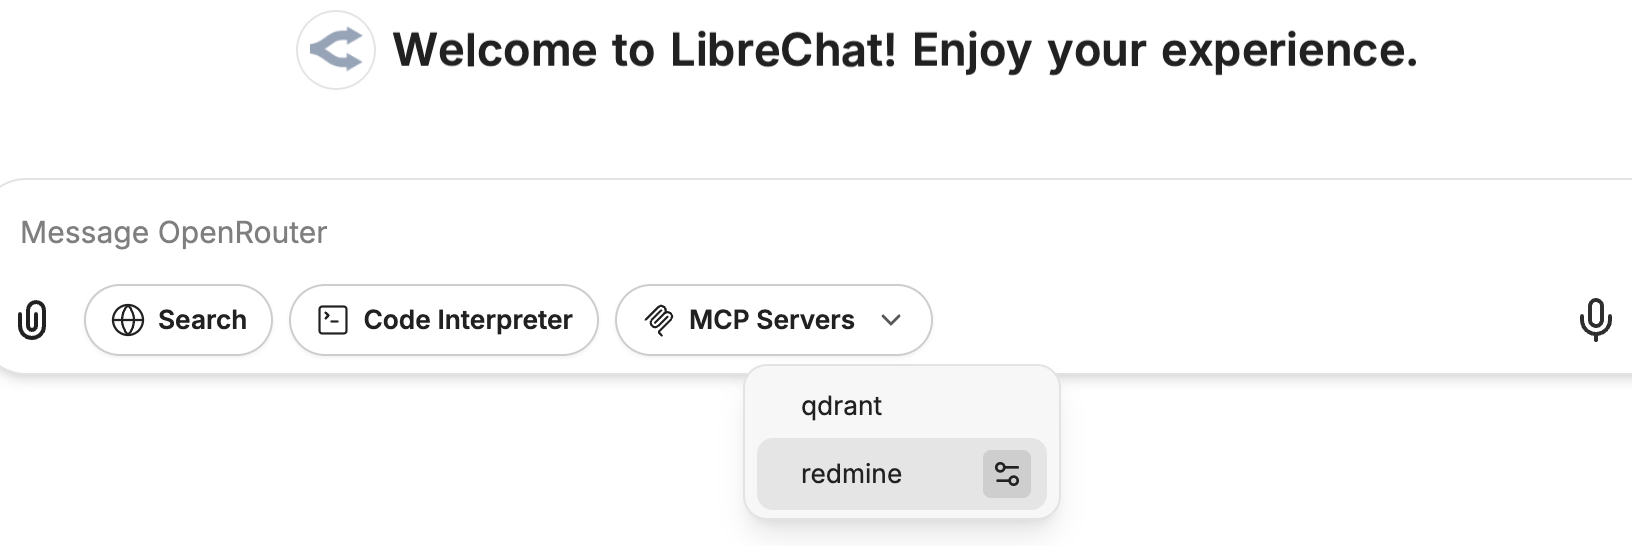 Welcome to LibreChat! Enjoy your experience.
Message OpenRouter
Search Code Interpreter MCP Servers
qdrant
redmine